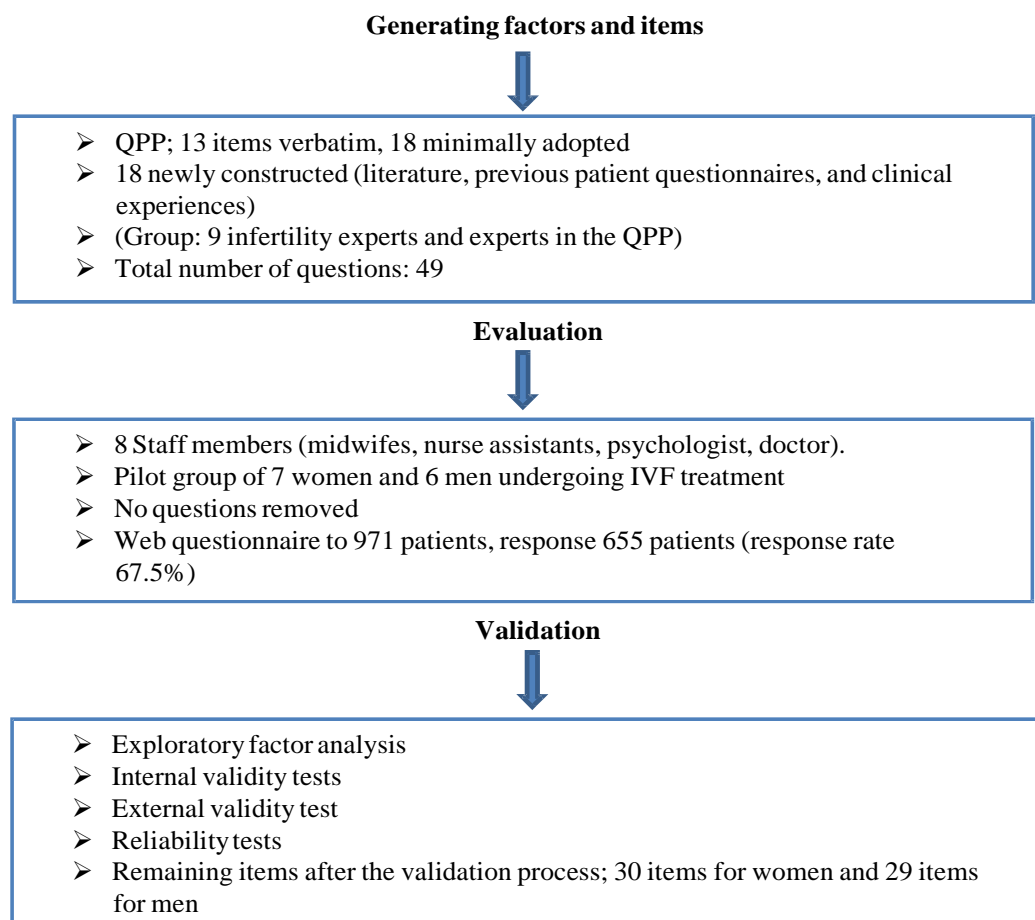 Generating factors and items
➢ QPP; 13 items verbatim, 18 minimally adopted
➢ 18 newly constructed (literature, previous patient questionnaires, and clinical
experiences)
➢ (Group: 9 infertility experts and experts in the QPP)
➢ Total number of questions: 49
Evaluation
➢ 8 Staff members (midwifes, nurse assistants, psychologist, doctor).
➢ Pilot group of 7 women and 6 men undergoing IVF treatment
➢ No questions removed
➢ Web questionnaire to 971 patients, response 655 patients (response rate
67.5%)
Validation
➢ Exploratory factor analysis
➢ Internal validity tests
➢ External validity test
➢ Reliability tests
➢ Remaining items after the validation process; 30 items for women and 29 items
for men